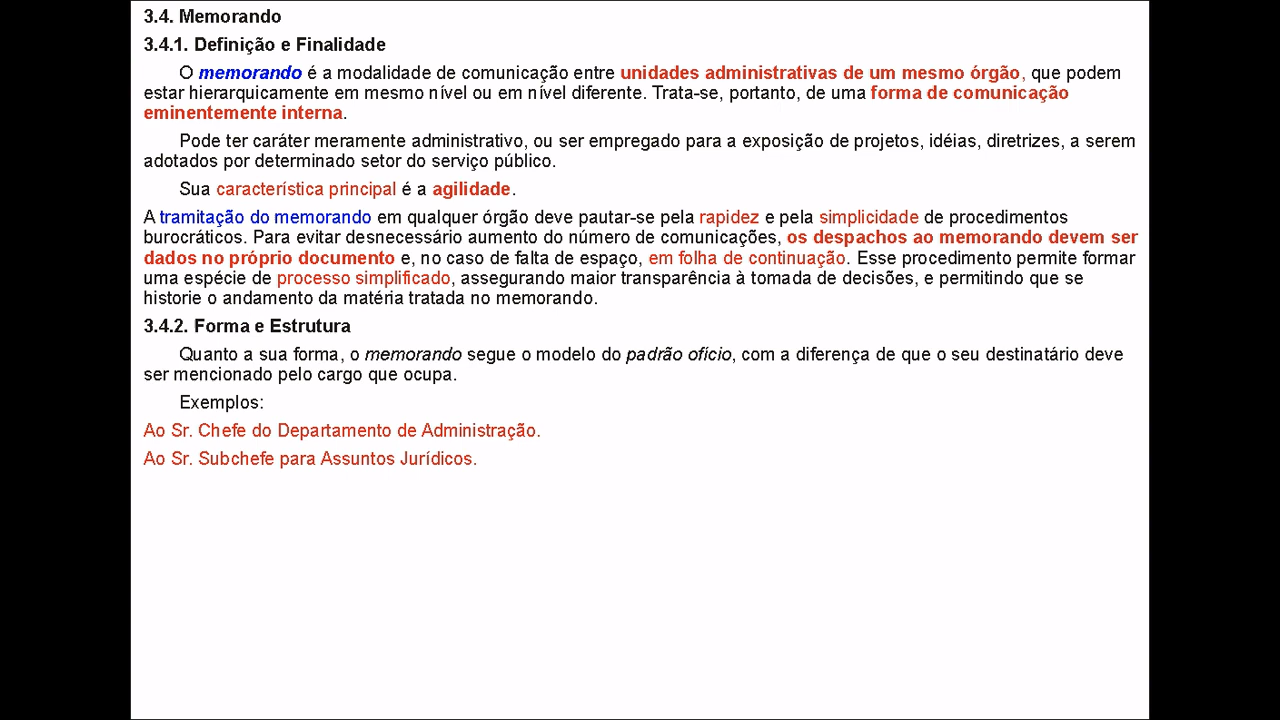 3.4. Memorando
3.4.1. Definição e Finalidade
O memorando é a modalidade de comunicação entre unidades administrativas de um mesmo órgão, que podem
estar hierarquicamente em mesmo nível ou em nível diferente. Trata-se, portanto, de uma forma de comunicação
eminentemente interna.
Pode ter caráter meramente administrativo, ou ser empregado para a exposição de projetos, idéias, diretrizes, a serem
adotados por determinado setor do serviço público.
Sua característica principal é a agilidade.
A tramitação do memorando em qualquer órgão deve pautar-se pela rapidez e pela simplicidade de procedimentos
burocráticos. Para evitar desnecessário aumento do número de comunicações, os despachos ao memorando devem ser
dados no próprio documento e, no caso de falta de espaço, em folha de continuação. Esse procedimento permite formar
uma espécie de processo simplificado, assegurando maior transparência à tomada de decisões, e permitindo que se
historie o andamento da matéria tratada no memorando.
3.4.2. Forma e Estrutura
Quanto a sua forma, o memorando segue o modelo do padrão ofício, com a diferença de que o seu destinatário deve
ser mencionado pelo cargo que ocupa.
Exemplos:
Ao Sr. Chefe do Departamento de Administração.
Ao Sr. Subchefe para Assuntos Jurídicos.